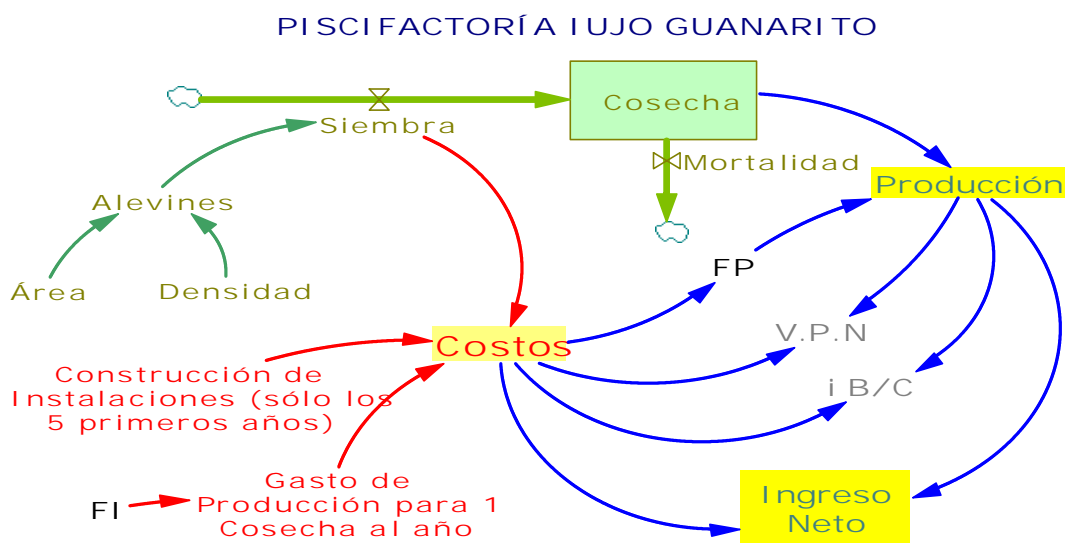 PISCIFACTORÍA IUJO GUANARITO
Cosecha
Siembra
Mortalidad
Producción
Alevines
FP
Área
Densidad
V.P.N
Costos
Construcción de
Instalaciones (sólo los
5 primeros años)
i B/C
Gasto de
Producción para 1
Cosecha al año
FI
Ingreso
Neto